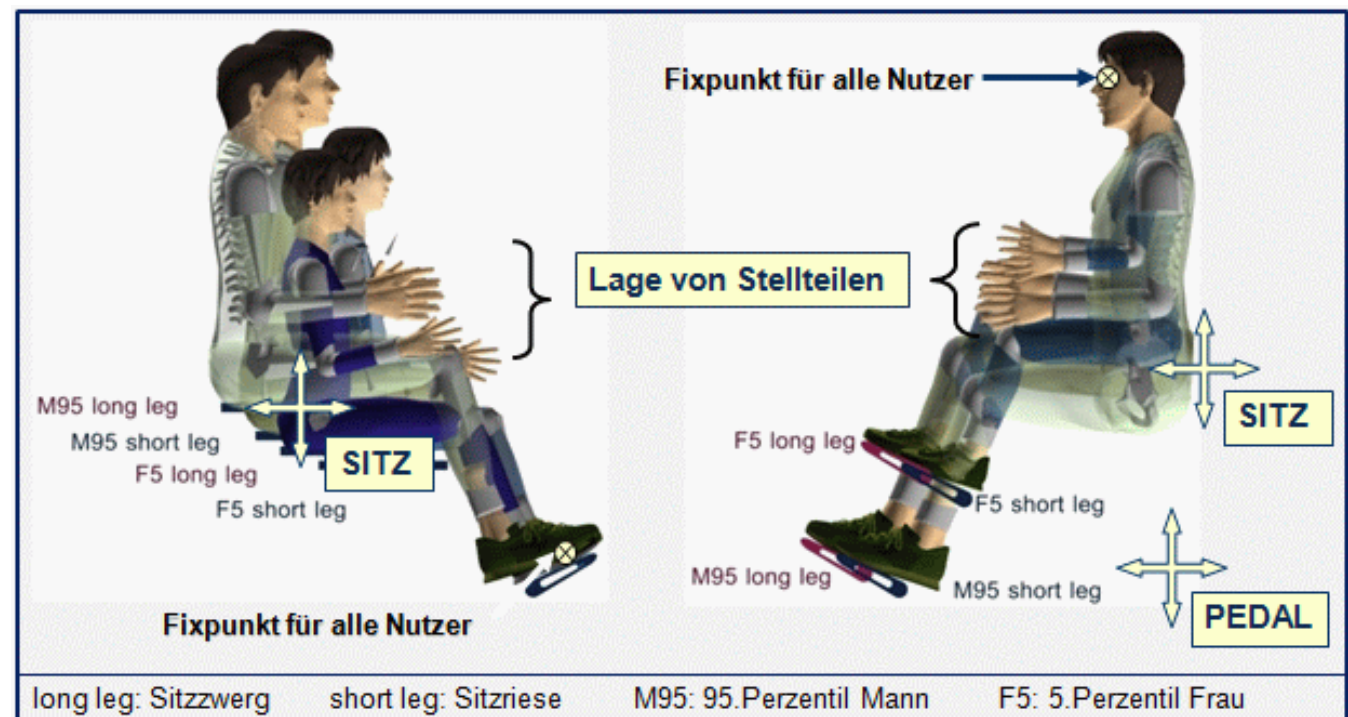 Fixpunkt für alle Nutzer
Lage von Stellteilen
M95 long leg
M95 short leg
F5 long leg
F5 short leg
SITZ
Fixpunkt für alle Nutzer
SITZ
F5 long leg
F5 short leg
M95 long leg
M95 short leg
PEDAL
long leg: Sitzzwerg short leg: Sitzriese M95: 95.Perzentil Mann F5: 5.Perzentil Frau